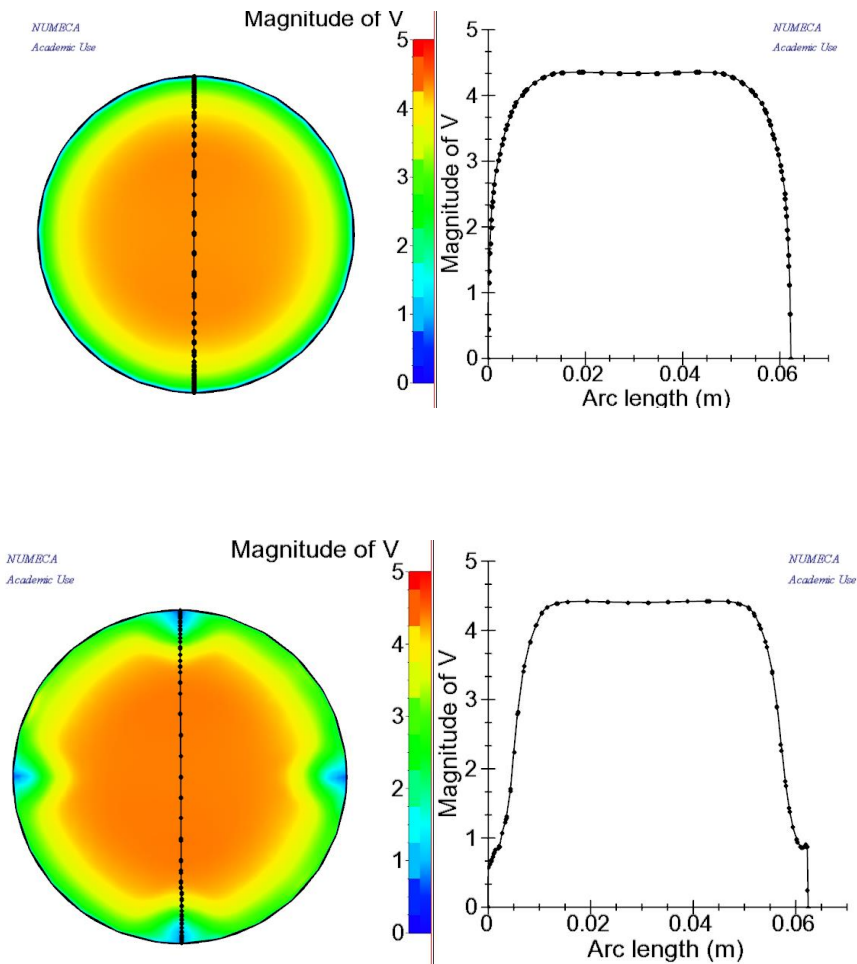 NUMECA
Academic Use
Magnitude of V
5
4
3
2
1
0
NUMECA
Academic Use
Magnitude of V
5
4
3
2
1
0
0 0.02 0.04 0.06
Arc length (m)
NUMECA
Academic Use
Magnitude of V
5
4
3
2
1
0
NUMECA
Academic Use
Magnitude of V
5
4
3
2
1
0
0 0.02 0.04 0.06
Arc length (m)